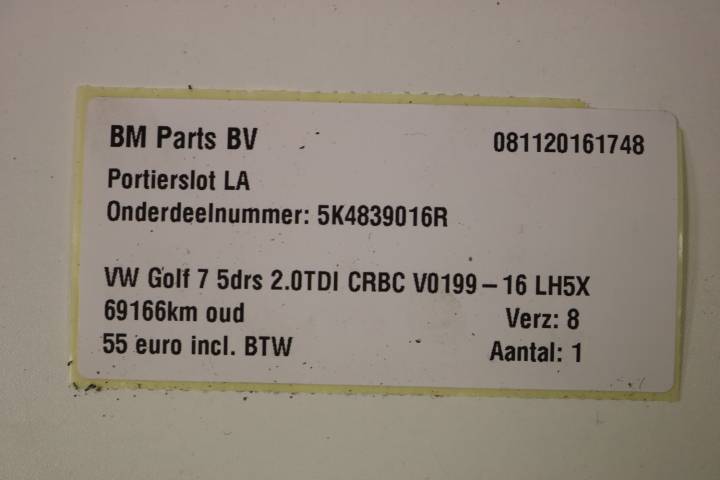 BM Parts BV 081120161748
Portierslot LA
Onderdeelnummer: 5K4839016R
VW Golf 7 5drs 2.0TDI CRBC V0199-16 LH5X
69166km oud Verz: 8
55 euro incl. BTW Aantal: 1